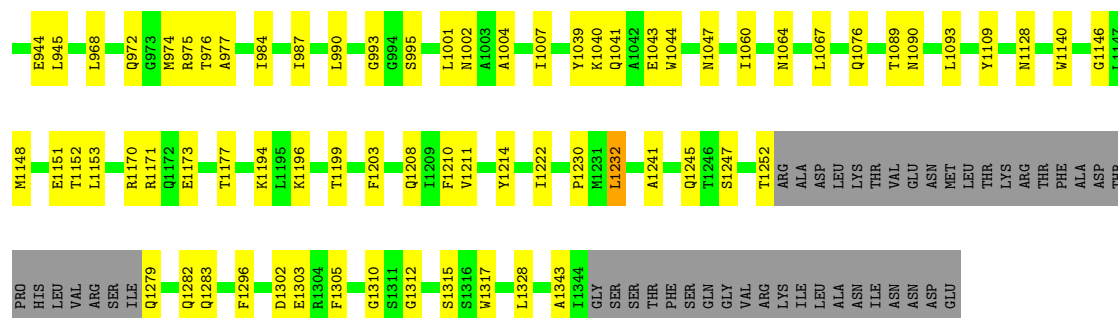 E944 L945 L968 Q972 G973 M974 R975 T976 A977 I984 I987 L990 G993 G994 S995 L1001 N1002 A1003 A1004 I1007 Y1039 K1040 Q1041 A1042 E1043 W1044 N1047 I1060 N1064 L1067 Q1076 T1089 N1090 L1093 Y1109 N1128 W1140 G1146 L1147
M1148 E1151 T1152 L1153 R1170 R1171 Q1172 E1173 T1177 K1194 L1195 K1196 T1199 F1203 Q1208 I1209 F1210 V1211 Y1214 I1222 P1230 M1231 L1232 A1241 Q1245 T1246 S1247 T1252 ARG ALA ASP LEU LYS THR VAL GLU ASN MET LEU THR LYS ARG THR PHE ALA ASP THR
PRO HIS LEU VAL ARG SER ILE Q1279 Q1282 Q1283 F1296 D1302 E1303 R1304 F1305 G1310 S1311 G1312 S1315 S1316 W1317 L1328 A1343 I1344 GLY SER SER THR PHE SER GLN GLY VAL ARG LYS ILE ILE LEU ALA ASN ILE ASN ASN ASP GLU